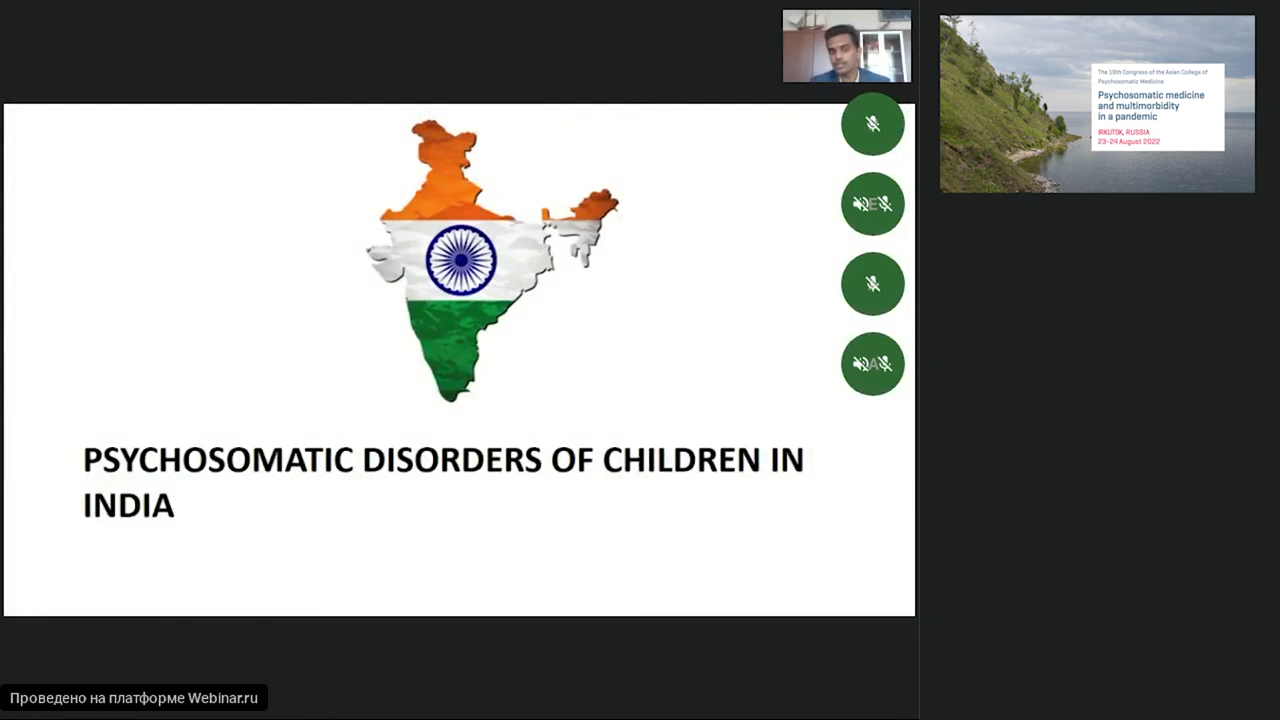 The 19th Congress of the Asian College of
Psychosomatic Medicine
Psychosomatic medicine
and multimorbidity
in a pandemic
IRKUTSK, RUSSIA
23-24 August 2022
E
A
PSYCHOSOMATIC DISORDERS OF CHILDREN IN
INDIA
Проведено на платформе Webinar.ru